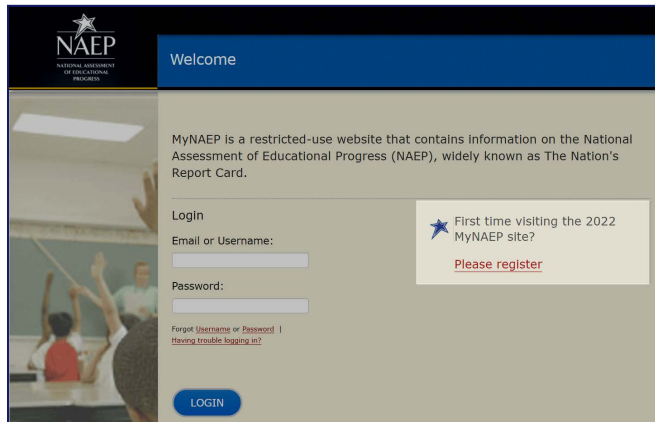 NAEP
NATIONAL ASSESSMENT
OF EDUCATIONAL
PROGRESS
Welcome
MyNAEP is a restricted-use website that contains information on the National
Assessment of Educational Progress (NAEP), widely known as The Nation's
Report Card.
Login
Email or Username:
Password:
Forgot Username or Password |
Having trouble logging in?
LOGIN
First time visiting the 2022
MyNAEP site?
Please register